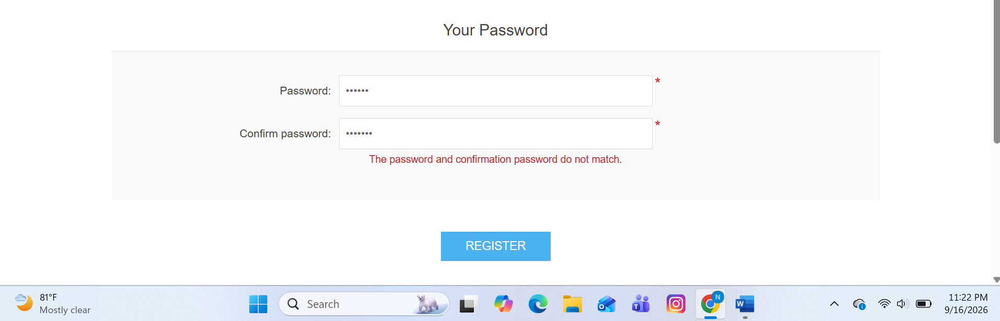 Your Password
Password:
••••••
*
Confirm password:
•••••••
*
The password and confirmation password do not match.
REGISTER
81°F
Mostly clear
Search
O
T
N
W
11:22 PM
9/16/2026